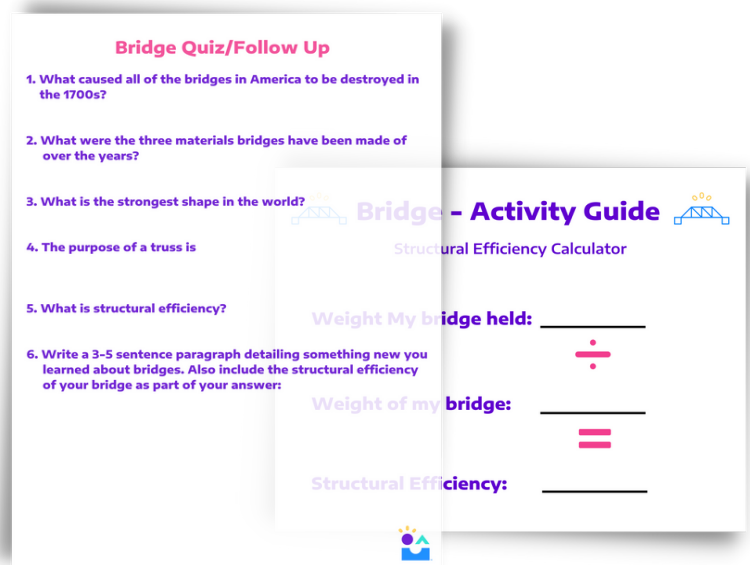 Bridge Quiz/Follow Up
1. What caused all of the bridges in America to be destroyed in
the 1700s?
2. What were the three materials bridges have been made of
over the years?
3. What is the strongest shape in the world?
4. The purpose of a truss is
5. What is structural efficiency?
6. Write a 3-5 sentence paragraph detailing something new you
learned about bridges. Also include the structural efficiency
of your bridge as part of your answer:
Bridge - Activity Guide
Structural Efficiency Calculator
Weight My bridge held:
÷
Weight of my bridge:
=
Structural Efficiency: